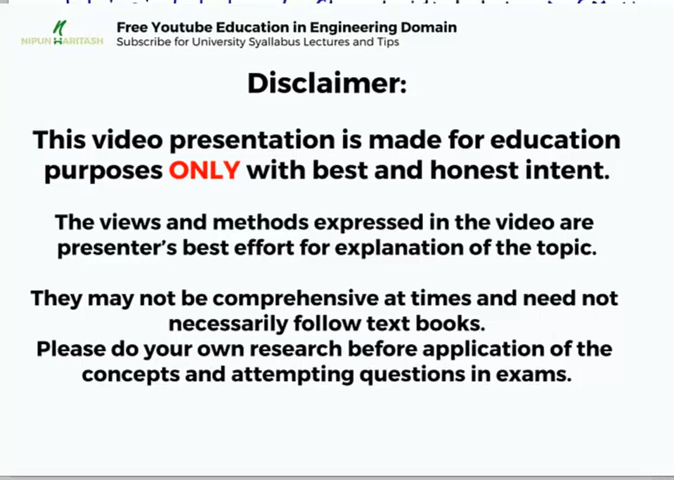 Free Youtube Education in Engineering Domain
NIPUN HARITASH
Subscribe for University Syallabus Lectures and Tips
Disclaimer:
This video presentation is made for education
purposes ONLY with best and honest intent.
The views and methods expressed in the video are
presenter's best effort for explanation of the topic.
They may not be comprehensive at times and need not
necessarily follow text books.
Please do your own research before application of the
concepts and attempting questions in exams.